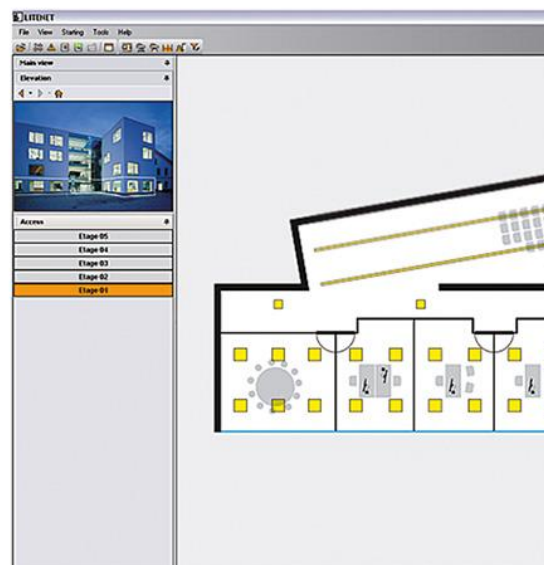 LITENET
File View Starting Tools Help
Main view
Elevation
Access
Etage 05
Etage 04
Etage 03
Etage 02
Etage 01